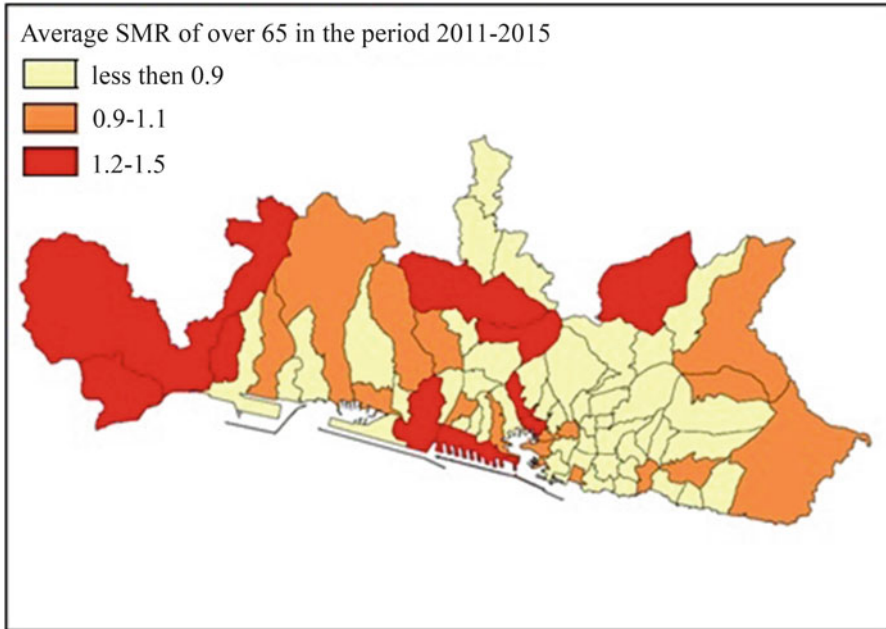 Average SMR of over 65 in the period 2011-2015
less then 0.9
0.9-1.1
1.2-1.5